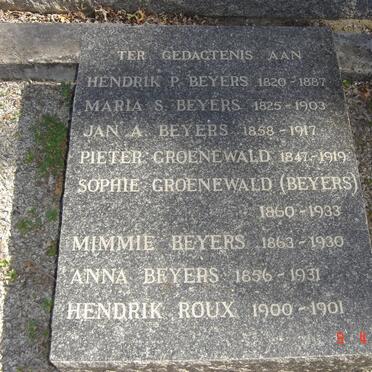 TER GEDACTENIS AAN
HENDRIK P. BEYERS 1820-1887
MARIA S. BEYERS 1825-1903
JAN A. BEYERS 1858-1917
PIETER GROENEWALD 1847-1919
SOPHIE GROENEWALD (BEYERS)
1860-1933
MIMMIE BEYERS 1863-1930
ANNA BEYERS 1856-1931
HENDRIK ROUX 1900-1901